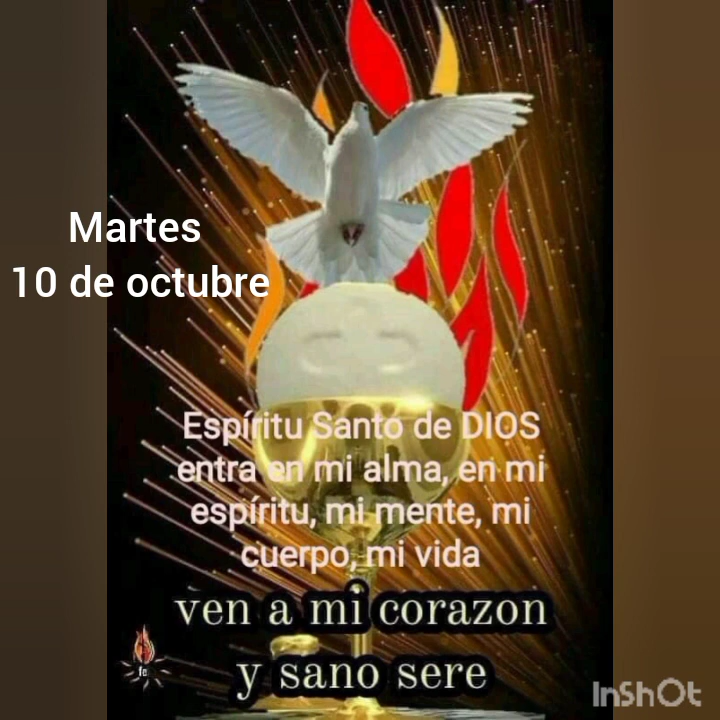 Martes
10 de octubre
Espíritu Santo de DIOS
entra en mi alma, en mi
espíritu, mi mente, mi
cuerpo, mi vida
ven a mi corazon
y sano sere
fe
InShOt